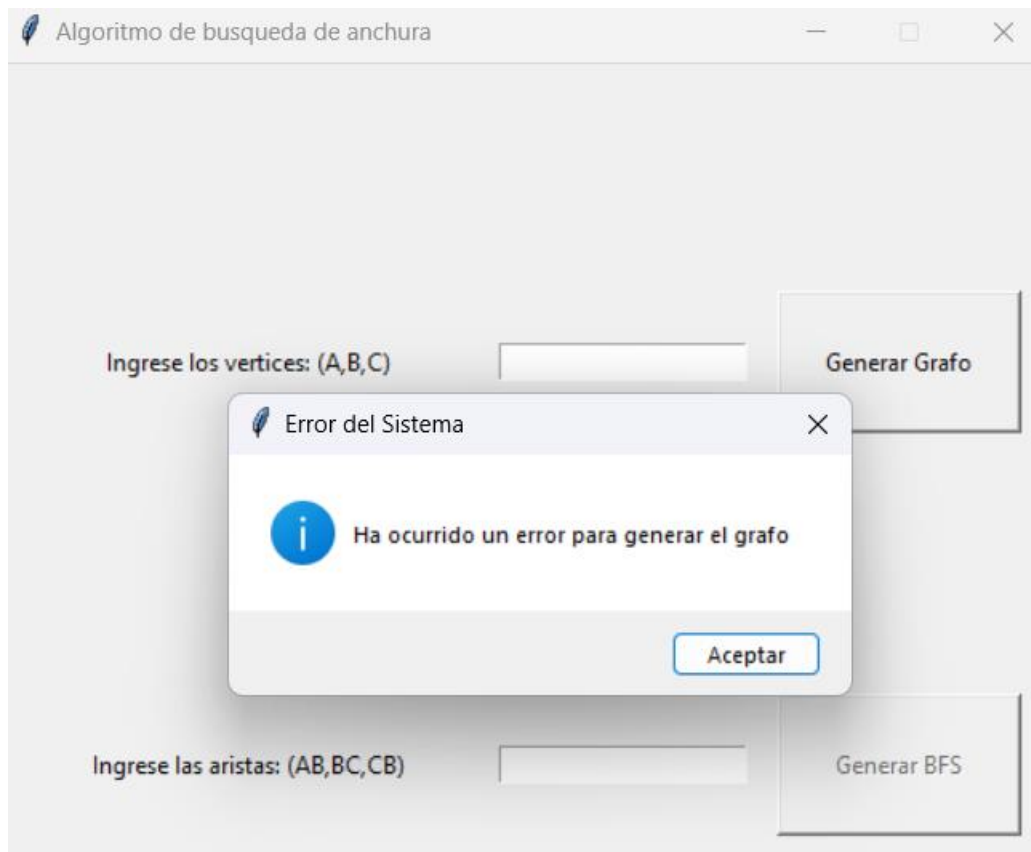 Algoritmo de busqueda de anchura
Ingrese los vertices: (A,B,C)
Generar Grafo
Error del Sistema
Ha ocurrido un error para generar el grafo
Aceptar
Ingrese las aristas: (AB,BC,CB)
Generar BFS